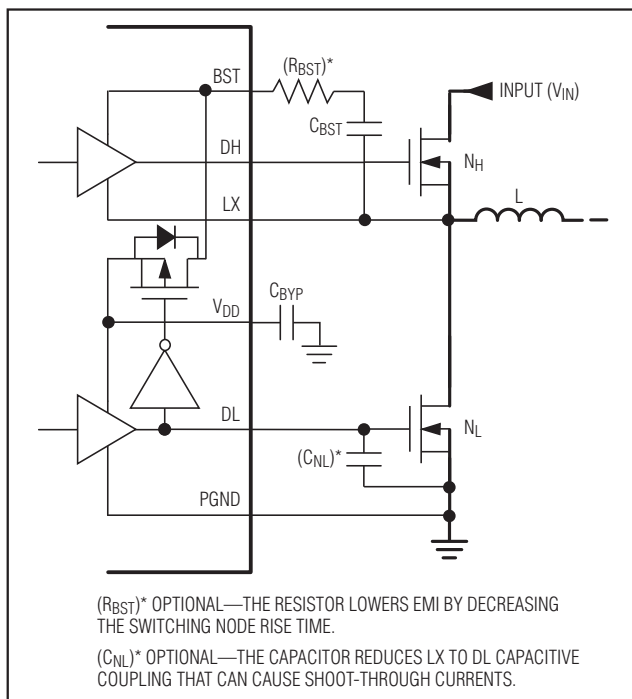 BST
(RBST)*
INPUT (VIN)
CBST
DH
NH
LX
L
VDD
CBYP
DL
NL
(CNL)*
PGND
(RBST)* OPTIONAL—THE RESISTOR LOWERS EMI BY DECREASING
THE SWITCHING NODE RISE TIME.
(CNL)* OPTIONAL—THE CAPACITOR REDUCES LX TO DL CAPACITIVE
COUPLING THAT CAN CAUSE SHOOT-THROUGH CURRENTS.